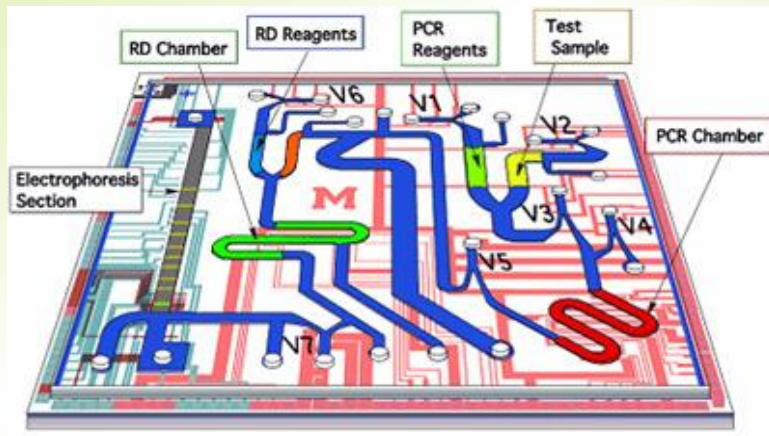 RD Chamber
RD Reagents
PCR
Reagents
Test
Sample
PCR Chamber
Electrophoresis
Section
V6
V1
V2
V3
V4
V5
V7
M